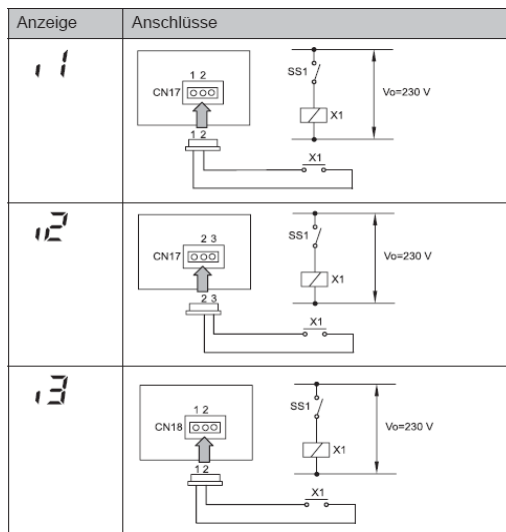 Anzeige Anschlüsse
i1
1 2
CN17
1 2
X1
SS1
X1
Vo=230 V
i2
2 3
CN17
2 3
X1
SS1
X1
Vo=230 V
i3
1 2
CN18
1 2
X1
SS1
X1
Vo=230 V